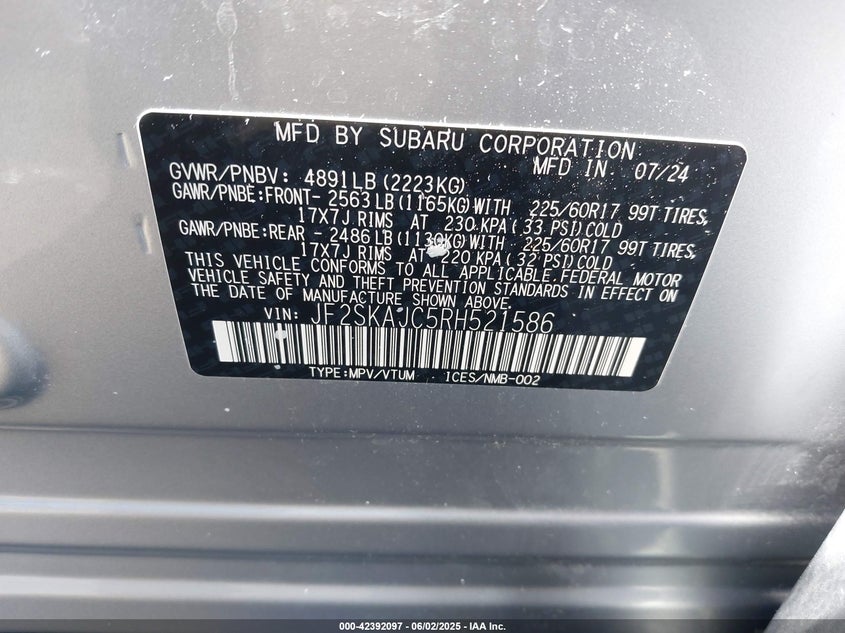 MFD BY SUBARU CORPORATION
MFD IN 07/24
GVWR/PNBV: 4891LB(2223KG)
GAWR/PNBE:FRONT- 2563LB(1165KG)WITH 225/60R17 99T TIRES,
17X7J RIMS AT 230KPA(33 PSI)COLD
GAWR/PNBE:REAR - 2486LB(1130KG)WITH 225/60R17 99T TIRES,
17X7J RIMS AT 220 KPA(32 PSI)COLD
THIS VEHICLE CONFORMS TO ALL APPLICABLE FEDERAL MOTOR
VEHICLE SAFETY AND THEFT PREVENTION STANDARDS IN EFFECT ON
THE DATE OF MANUFACTURE SHOWN ABOVE.
VIN: JF2SKAJC5RH521586
TYPE:MPV/VTUM ICES/NMB-002
000-42392097 - 06/02/2025 - IAA Inc.